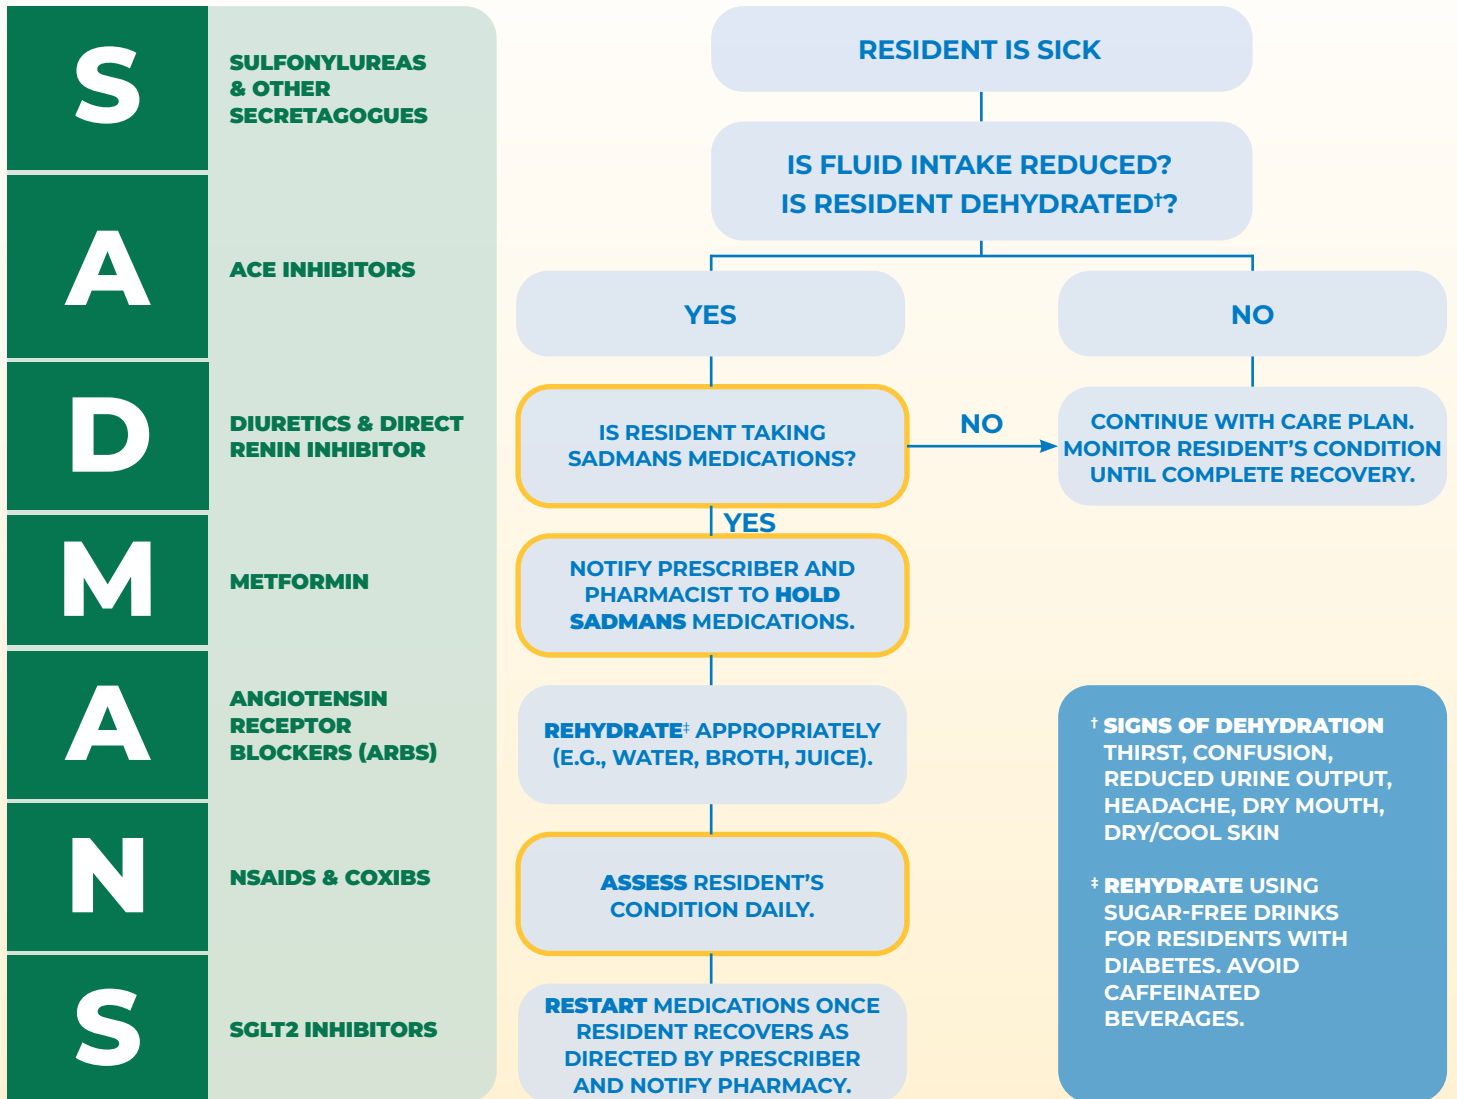 S
SULFONYLUREAS
& OTHER
SECRETAGOGUES
A
ACE INHIBITORS
D
DIURETICS & DIRECT
RENIN INHIBITOR
M
METFORMIN
A
ANGIOTENSIN
RECEPTOR
BLOCKERS (ARBS)
N
NSAIDS & COXIBS
S
SGLT2 INHIBITORS
RESIDENT IS SICK
IS FLUID INTAKE REDUCED?
IS RESIDENT DEHYDRATED†?
YES
NO
IS RESIDENT TAKING
SADMANS MEDICATIONS?
NO
CONTINUE WITH CARE PLAN.
MONITOR RESIDENT'S CONDITION
UNTIL COMPLETE RECOVERY.
YES
NOTIFY PRESCRIBER AND
PHARMACIST TO HOLD
SADMANS MEDICATIONS.
REHYDRATE‡ APPROPRIATELY
(E.G., WATER, BROTH, JUICE).
ASSESS RESIDENT'S
CONDITION DAILY.
RESTART MEDICATIONS ONCE
RESIDENT RECOVERS AS
DIRECTED BY PRESCRIBER
AND NOTIFY PHARMACY.
† SIGNS OF DEHYDRATION
THIRST, CONFUSION,
REDUCED URINE OUTPUT,
HEADACHE, DRY MOUTH,
DRY/COOL SKIN
‡ REHYDRATE USING
SUGAR-FREE DRINKS
FOR RESIDENTS WITH
DIABETES. AVOID
CAFFEINATED
BEVERAGES.